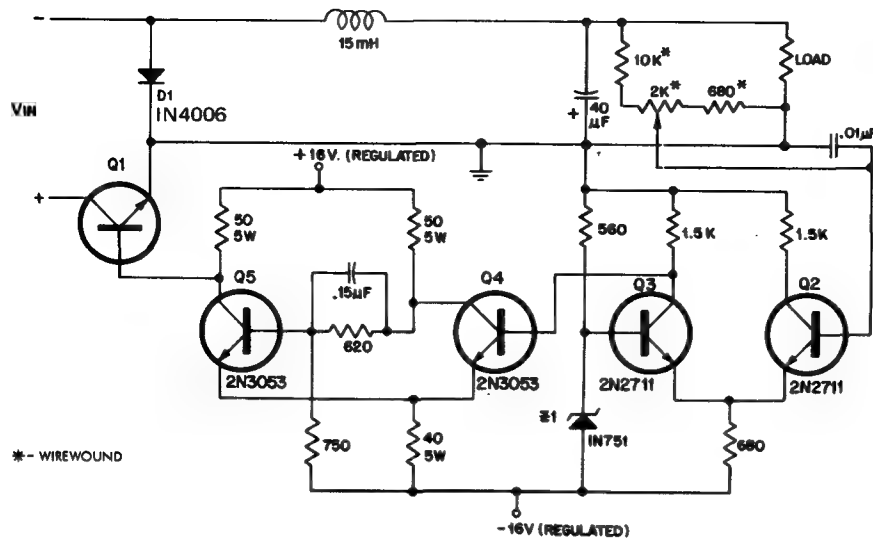 -
15mH
10K*
LOAD
D1
IN4006
2K*
680*
+
40
µF
VIN
.01µF
Q1
+16V. (REGULATED)
+
50
5W
50
5W
560
1.5K
1.5K
Q5
Q4
Q3
Q2
.15µF
620
2N3053
2N3053
2N2711
2N2711
Z1
IN751
750
40
5W
680
*- WIREWOUND
-16V (REGULATED)